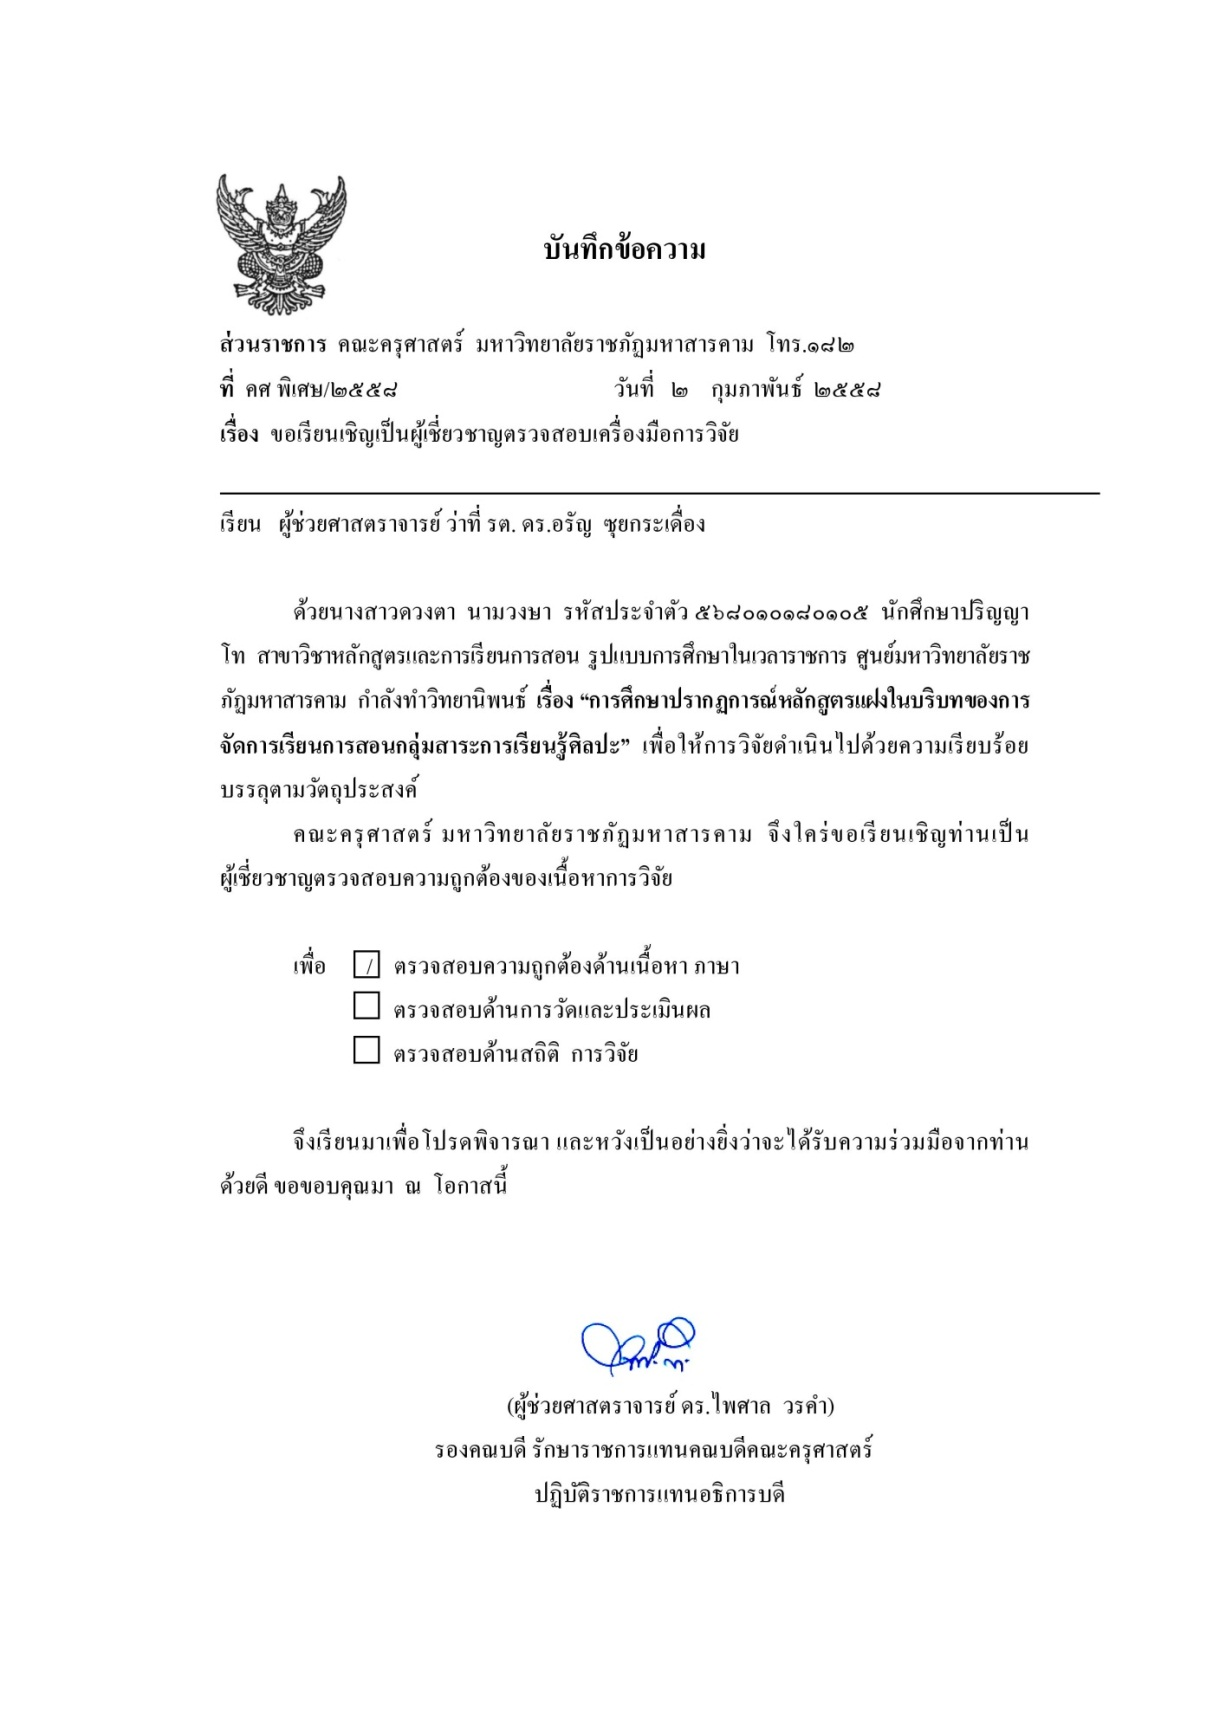 บันทึกข้อความ
ส่วนราชการ คณะครุศาสตร์ มหาวิทยาลัยราชภัฏมหาสารคาม โทร.๑๘๒
ที่ คศ พิเศษ/๒๕๕๘ วันที่ ๒ กุมภาพันธ์ ๒๕๕๘
เรื่อง ขอเรียนเชิญเป็นผู้เชี่ยวชาญตรวจสอบเครื่องมือการวิจัย
เรียน ผู้ช่วยศาสตราจารย์ ว่าที่ รต. ดร.อรัญ ซุยกระเดื่อง
ด้วยนางสาวดวงตา นามวงษา รหัสประจำตัว ๕๖๘๐๑๐๑๘๐๑๐๕ นักศึกษาปริญญา
โท สาขาวิชาหลักสูตรและการเรียนการสอน รูปแบบการศึกษาในเวลาราชการ ศูนย์มหาวิทยาลัยราช
ภัฏมหาสารคาม กำลังทำวิทยานิพนธ์ เรื่อง “การศึกษาปรากฏการณ์หลักสูตรแฝงในบริบทของการ
จัดการเรียนการสอนกลุ่มสาระการเรียนรู้ศิลปะ” เพื่อให้การวิจัยดำเนินไปด้วยความเรียบร้อย
บรรลุตามวัตถุประสงค์
คณะครุศาสตร์ มหาวิทยาลัยราชภัฏมหาสารคาม จึงใคร่ขอเรียนเชิญท่านเป็น
ผู้เชี่ยวชาญตรวจสอบความถูกต้องของเนื้อหาการวิจัย
เพื่อ / ตรวจสอบความถูกต้องด้านเนื้อหา ภาษา
ตรวจสอบด้านการวัดและประเมินผล
ตรวจสอบด้านสถิติ การวิจัย
จึงเรียนมาเพื่อโปรดพิจารณา และหวังเป็นอย่างยิ่งว่าจะได้รับความร่วมมือจากท่าน
ด้วยดี ขอขอบคุณมา ณ โอกาสนี้
(ผู้ช่วยศาสตราจารย์ ดร.ไพศาล วรคำ)
รองคณบดี รักษาราชการแทนคณบดีคณะครุศาสตร์
ปฏิบัติราชการแทนอธิการบดี